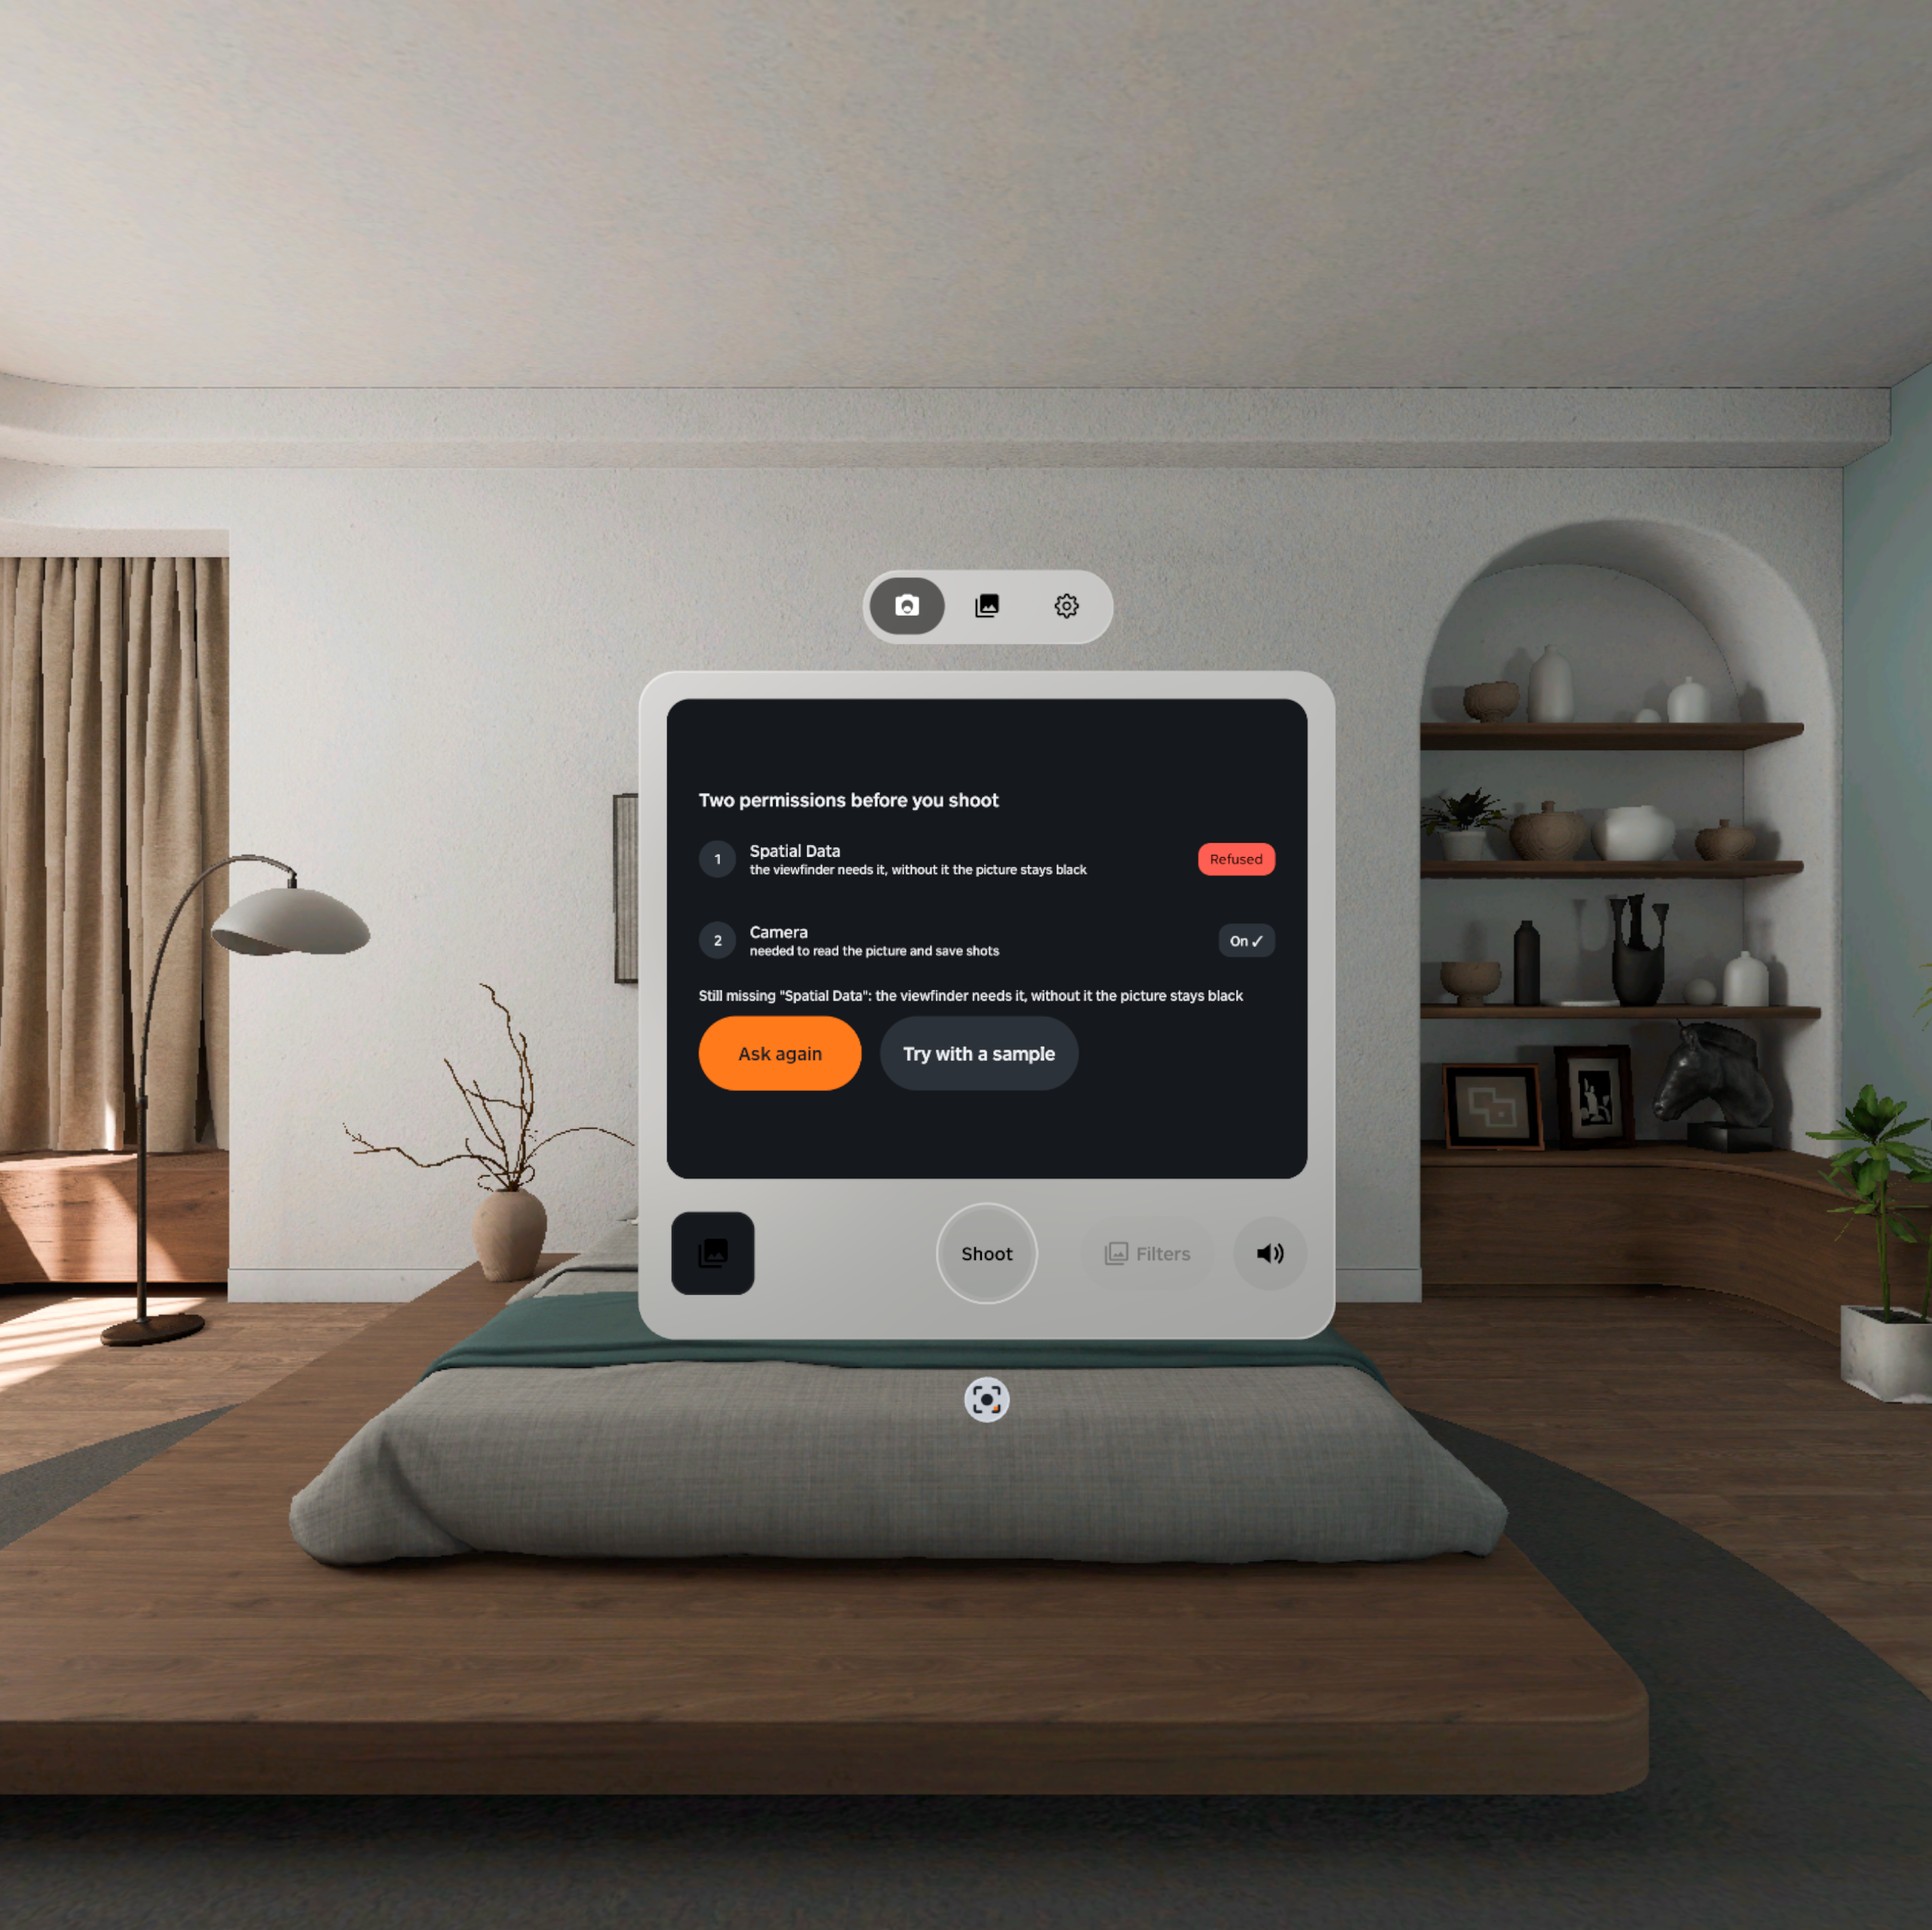 Two permissions before you shoot
1
Spatial Data
the viewfinder needs it, without it the picture stays black
Refused
2
Camera
needed to read the picture and save shots
On ✓
Still missing "Spatial Data": the viewfinder needs it, without it the picture stays black
Ask again
Try with a sample
Shoot
Filters